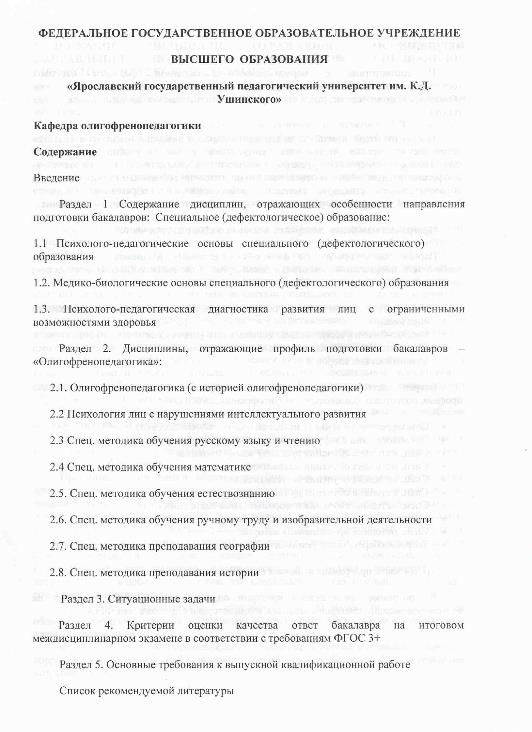 ФЕДЕРАЛЬНОЕ ГОСУДАРСТВЕННОЕ ОБРАЗОВАТЕЛЬНОЕ УЧРЕЖДЕНИЕ
ВЫСШЕГО ОБРАЗОВАНИЯ
«Ярославский государственный педагогический университет им. К.Д.
Ушинского»
Кафедра олигофренопедагогики
Содержание
Введение
Раздел 1 Содержание дисциплин, отражающих особенности направления
подготовки бакалавров: Специальное (дефектологическое) образование:
1.1 Психолого-педагогические основы специального (дефектологического)
образования
1.2. Медико-биологические основы специального (дефектологического) образования
1.3. Психолого-педагогическая диагностика развития лиц с ограниченными
возможностями здоровья
Раздел 2. Дисциплины, отражающие профиль подготовки бакалавров –
«Олигофренопедагогика»:
2.1. Олигофренопедагогика (с историей олигофренопедагогики)
2.2 Психология лиц с нарушениями интеллектуального развития
2.3 Спец. методика обучения русскому языку и чтению
2.4 Спец. методика обучения математике
2.5. Спец. методика обучения естествознанию
2.6. Спец. методика обучения ручному труду и изобразительной деятельности
2.7. Спец. методика преподавания географии
2.8. Спец. методика преподавания истории
Раздел 3. Ситуационные задачи
Раздел 4. Критерии оценки качества ответ бакалавра на итоговом
междисциплинарном экзамене в соответствии с требованиям ФГОС 3+
Раздел 5. Основные требования к выпускной квалификационной работе
Список рекомендуемой литературы